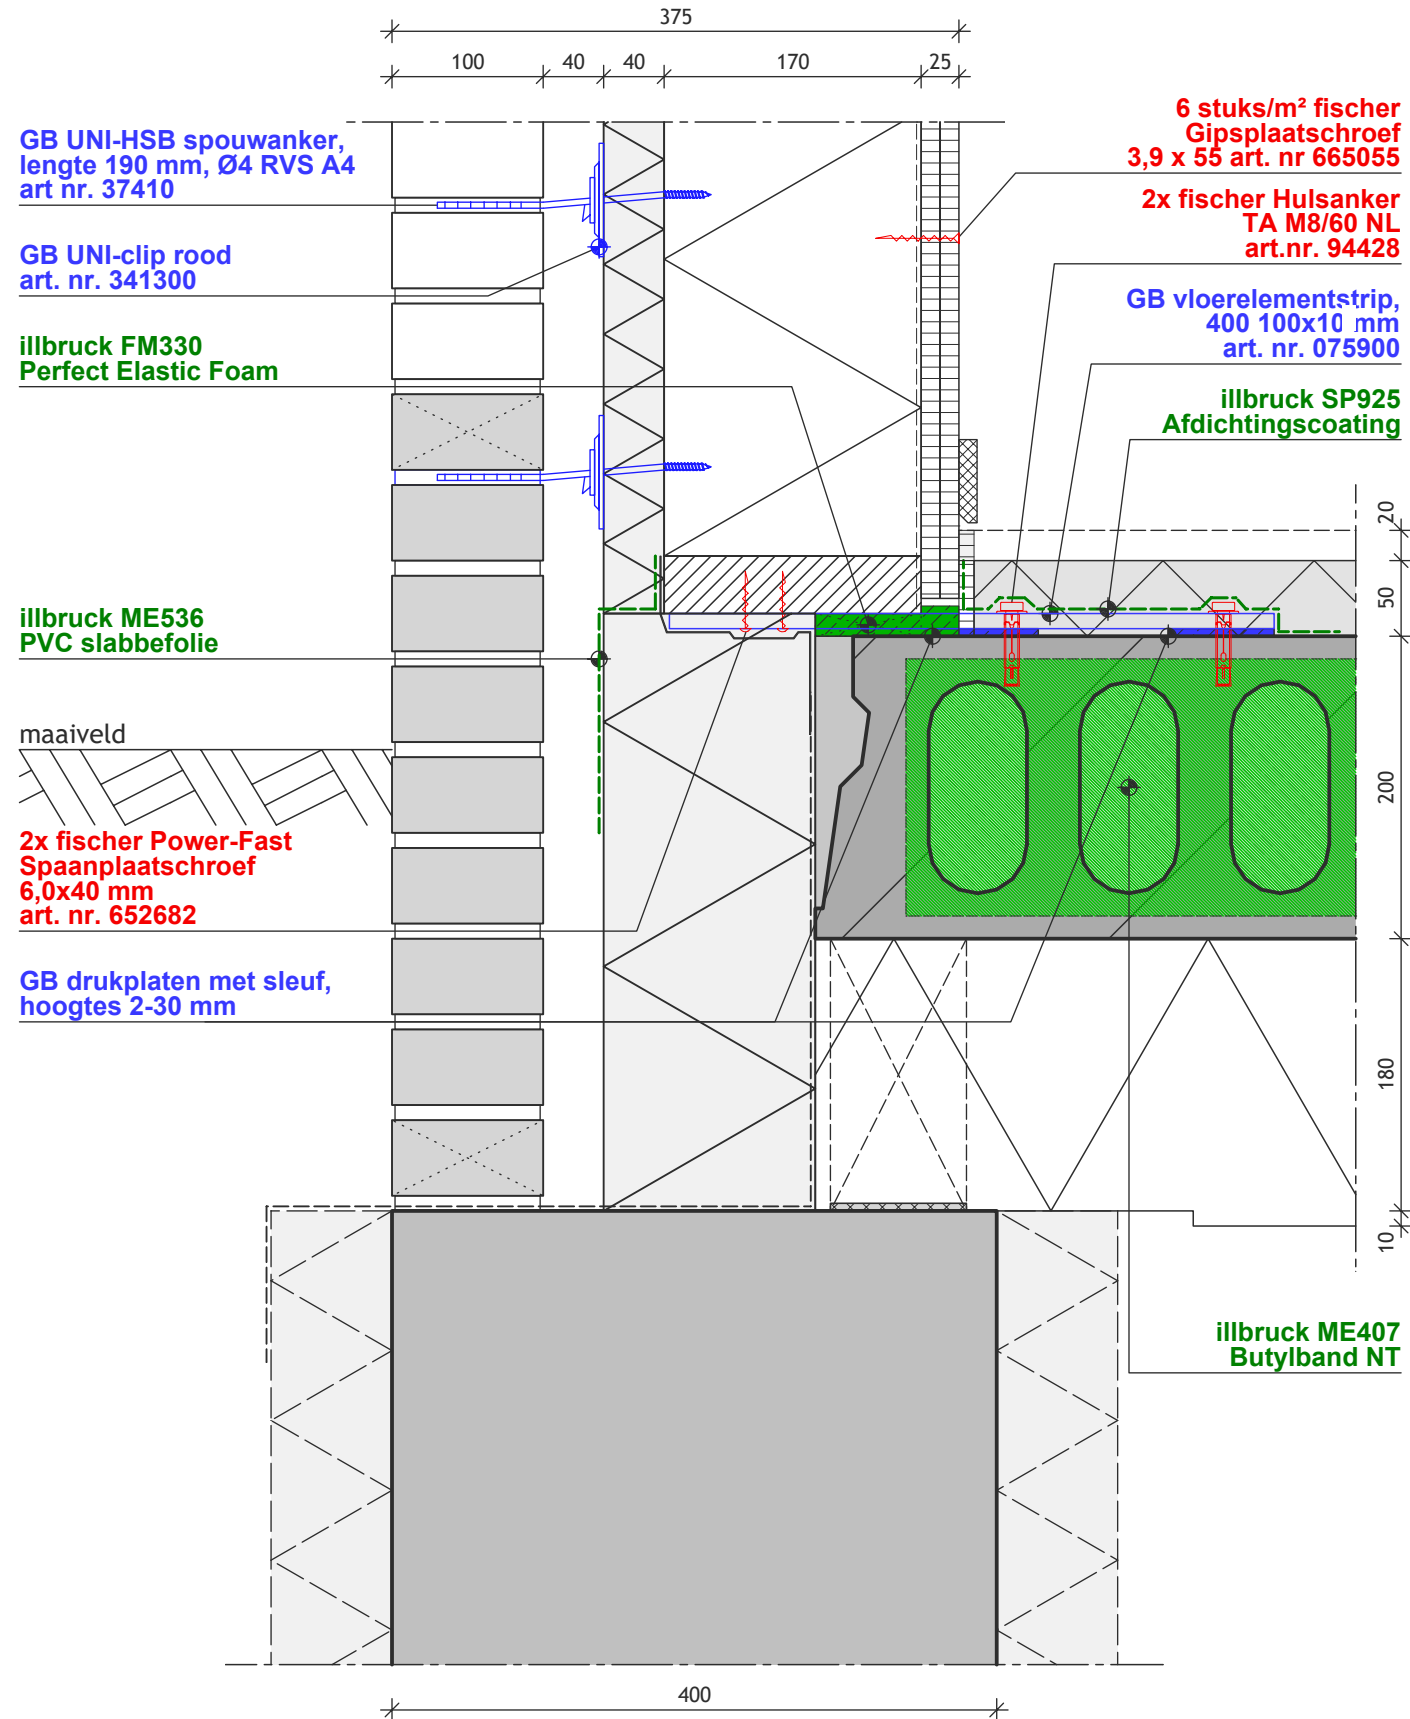 375
100
40
40
170
25
GB UNI-HSB spouwanker,
lengte 190 mm, Ø4 RVS A4
art nr. 37410
GB UNI-clip rood
art. nr. 341300
illbruck FM330
Perfect Elastic Foam
illbruck ME536
PVC slabbefolie
maaiveld
2x fischer Power-Fast
Spaanplaatschroef
6,0x40 mm
art. nr. 652682
GB drukplaten met sleuf,
hoogtes 2-30 mm
6 stuks/m² fischer
Gipsplaatschroef
3,9 x 55 art. nr 665055
2x fischer Hulsanker
TA M8/60 NL
art.nr. 94428
GB vloerelementstrip,
400 100x10 mm
art. nr. 075900
illbruck SP925
Afdichtingscoating
20
50
200
180
10
illbruck ME407
Butylband NT
400